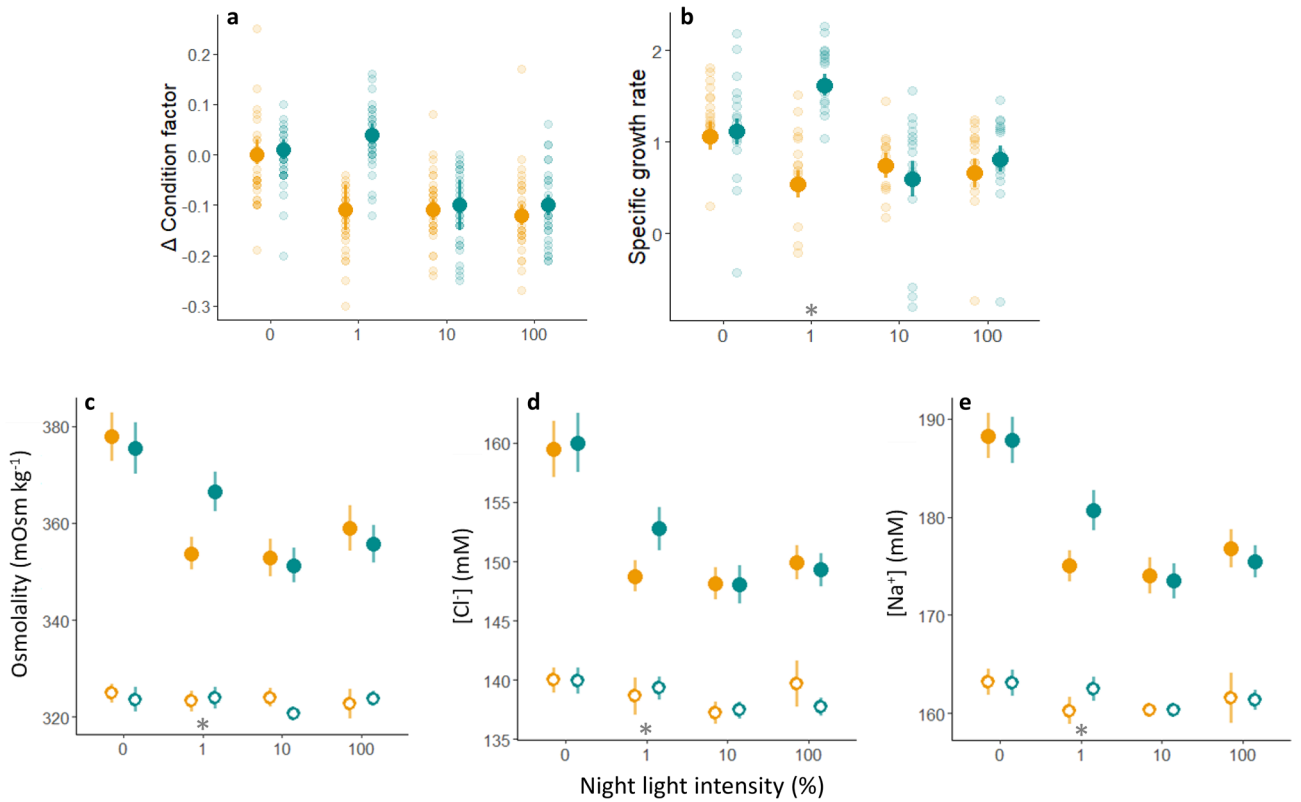 a
Δ Condition factor
0.2
0.1
0.0
-0.1
-0.2
-0.3
0 1 10 100
b
Specific growth rate
2
1
0
*
0 1 10 100
c
Osmolality (mOsm kg-1)
380
360
340
320
*
0 1 10 100
d
[Cl-] (mM)
160
155
150
145
140
135
*
0 1 10 100
e
[Na+] (mM)
190
180
170
160
*
0 1 10 100
Night light intensity (%)